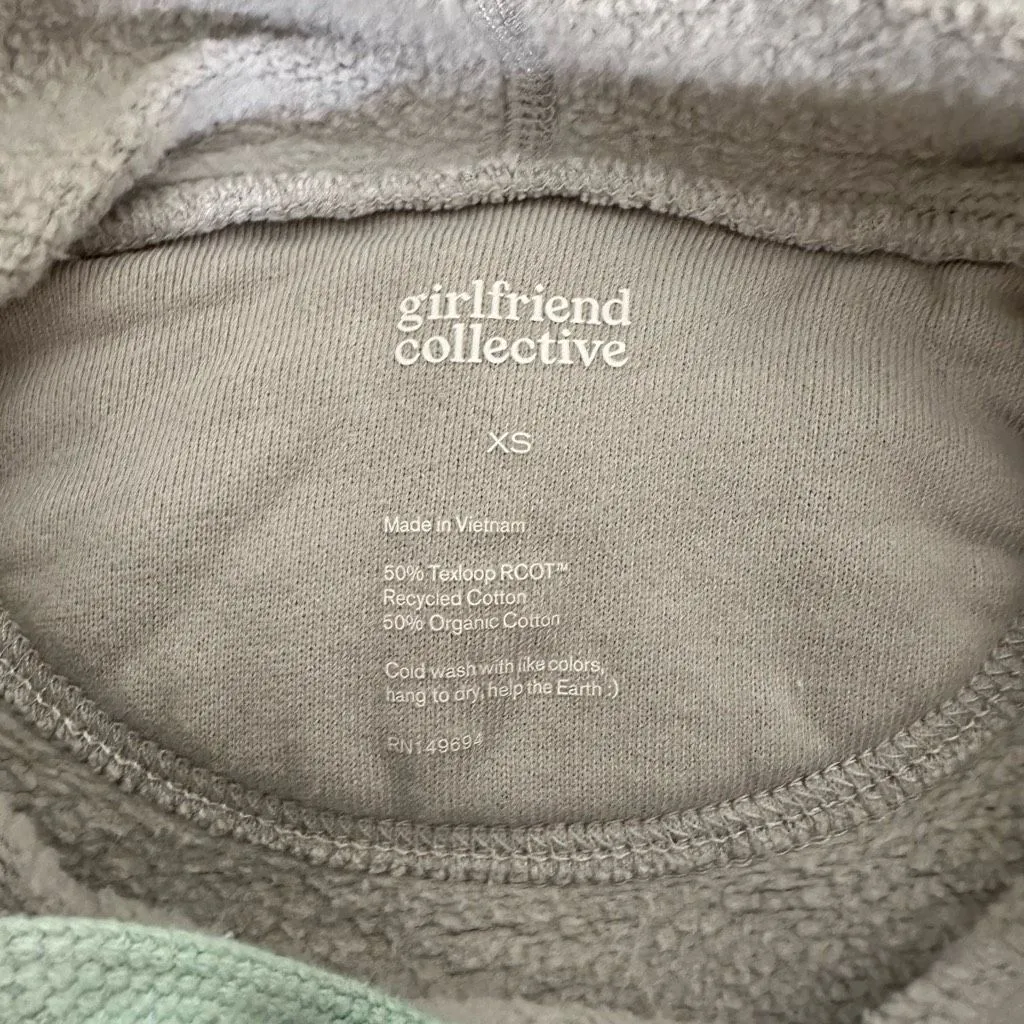 girlfriend
collective
XS
Made in Vietnam
50% Texloop RCOT™
Recycled Cotton
50% Organic Cotton
Cold wash with like colors,
hang to dry, help the Earth :)
RN149694